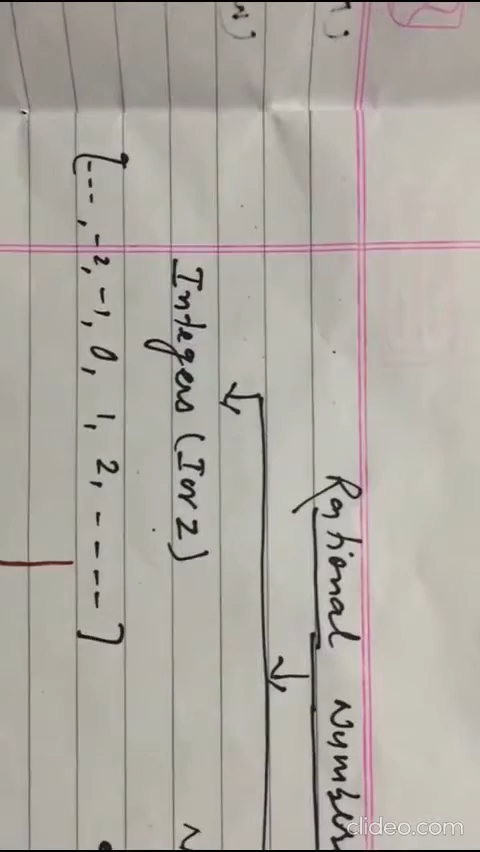 Rational Number
Integers (I or Z)
[---, -2, -1, 0, 1, 2, ----]
clideo.com